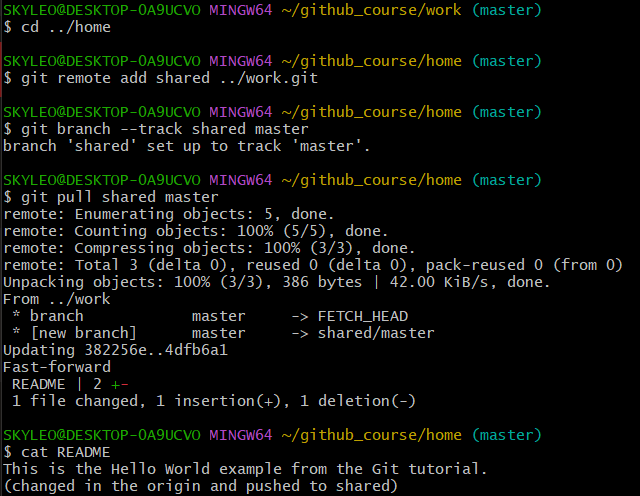 SKYLEO@DESKTOP-0A9UCVO MINGW64 ~/github_course/work (master)
$ cd ../home
SKYLEO@DESKTOP-0A9UCVO MINGW64 ~/github_course/home (master)
$ git remote add shared ../work.git
SKYLEO@DESKTOP-0A9UCVO MINGW64 ~/github_course/home (master)
$ git branch --track shared master
branch 'shared' set up to track 'master'.
SKYLEO@DESKTOP-0A9UCVO MINGW64 ~/github_course/home (master)
$ git pull shared master
remote: Enumerating objects: 5, done.
remote: Counting objects: 100% (5/5), done.
remote: Compressing objects: 100% (3/3), done.
remote: Total 3 (delta 0), reused 0 (delta 0), pack-reused 0 (from 0)
Unpacking objects: 100% (3/3), 386 bytes | 42.00 KiB/s, done.
From ../work
 * branch            master     -> FETCH_HEAD
 * [new branch]      master     -> shared/master
Updating 382256e..4dfb6a1
Fast-forward
 README | 2 +-
 1 file changed, 1 insertion(+), 1 deletion(-)
SKYLEO@DESKTOP-0A9UCVO MINGW64 ~/github_course/home (master)
$ cat README
This is the Hello World example from the Git tutorial.
(changed in the origin and pushed to shared)